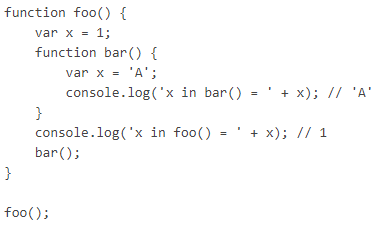 function foo() {
    var x = 1;
    function bar() {
        var x = 'A';
        console.log('x in bar() = ' + x); // 'A'
    }
    console.log('x in foo() = ' + x); // 1
    bar();
}

foo();